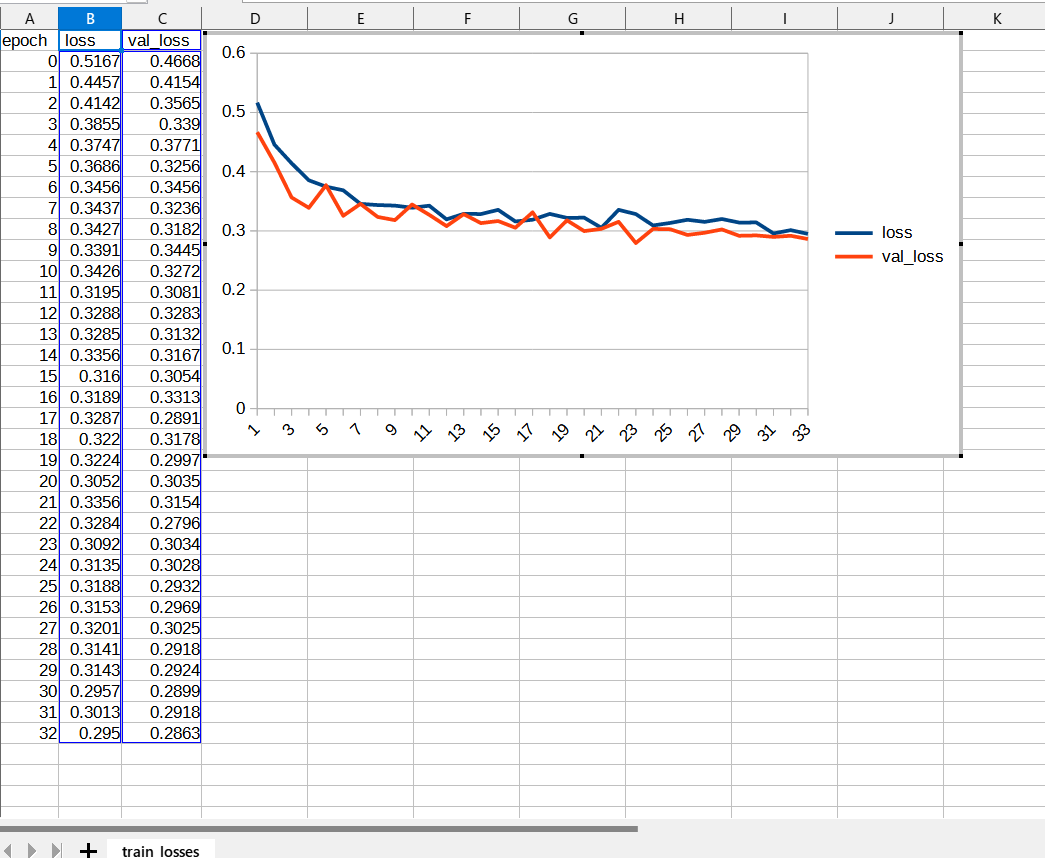 A B C D E F G H I J K
epoch loss val_loss
0 0.5167 0.4668
1 0.4457 0.4154
2 0.4142 0.3565
3 0.3855 0.339
4 0.3747 0.3771
5 0.3686 0.3256
6 0.3456 0.3456
7 0.3437 0.3236
8 0.3427 0.3182
9 0.3391 0.3445
10 0.3426 0.3272
11 0.3195 0.3081
12 0.3288 0.3283
13 0.3285 0.3132
14 0.3356 0.3167
15 0.316 0.3054
16 0.3189 0.3313
17 0.3287 0.2891
18 0.322 0.3178
19 0.3224 0.2997
20 0.3052 0.3035
21 0.3356 0.3154
22 0.3284 0.2796
23 0.3092 0.3034
24 0.3135 0.3028
25 0.3188 0.2932
26 0.3153 0.2969
27 0.3201 0.3025
28 0.3141 0.2918
29 0.3143 0.2924
30 0.2957 0.2899
31 0.3013 0.2918
32 0.295 0.2863
0.6
0.5
0.4
0.3
0.2
0.1
0
1 3 5 7 9 11 13 15 17 19 21 23 25 27 29 31 33
loss
val_loss
train_losses